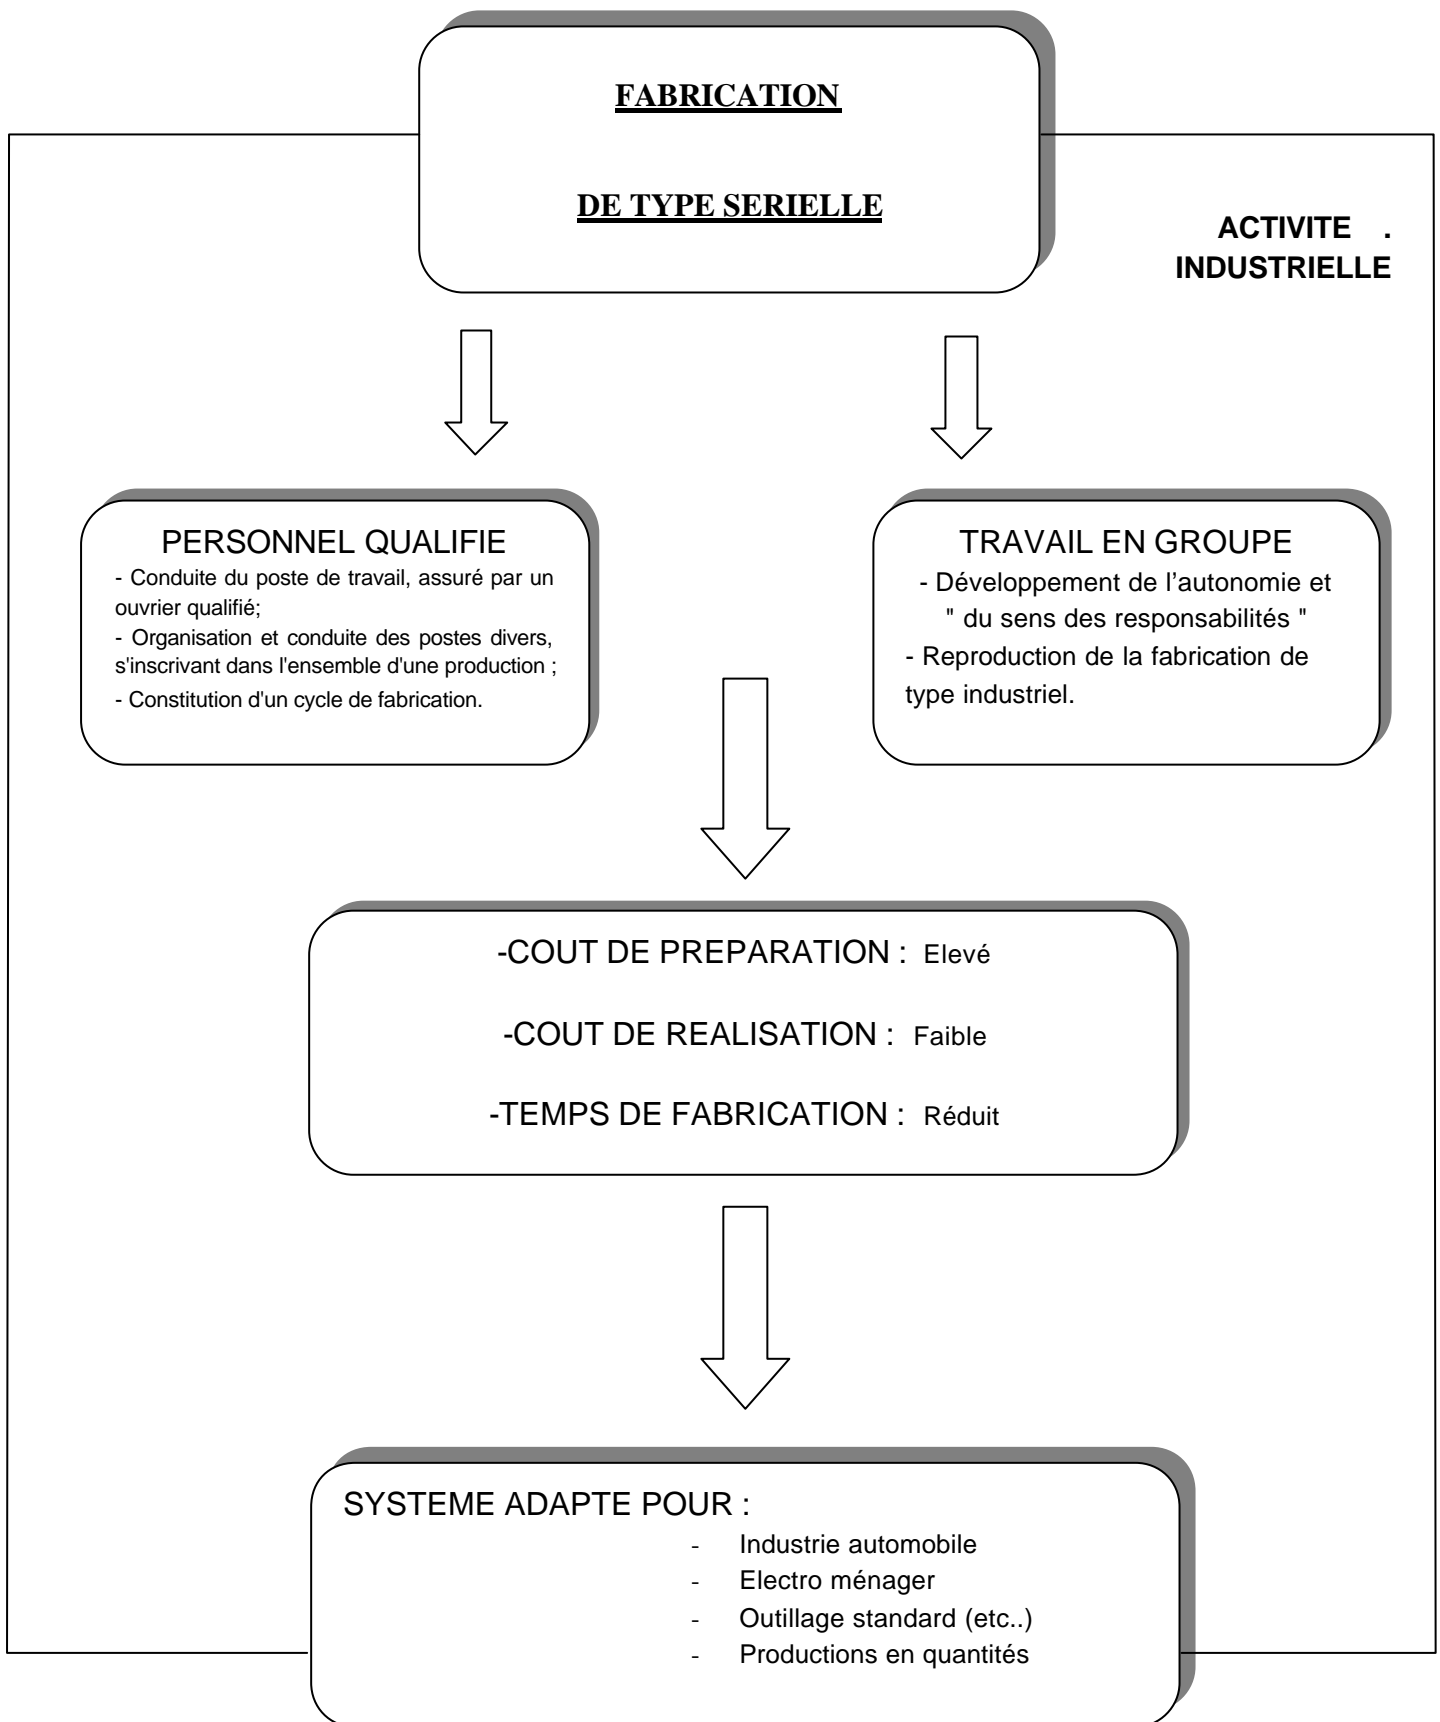 FABRICATION
DE TYPE SERIELLE
ACTIVITE .
INDUSTRIELLE
PERSONNEL QUALIFIE
- Conduite du poste de travail, assuré par un
ouvrier qualifié;
- Organisation et conduite des postes divers,
s'inscrivant dans l'ensemble d'une production ;
- Constitution d'un cycle de fabrication.
TRAVAIL EN GROUPE
- Développement de l’autonomie et
" du sens des responsabilités "
- Reproduction de la fabrication de
type industriel.
-COUT DE PREPARATION : Elevé
-COUT DE REALISATION : Faible
-TEMPS DE FABRICATION : Réduit
SYSTEME ADAPTE POUR :
- Industrie automobile
- Electro ménager
- Outillage standard (etc..)
- Productions en quantités